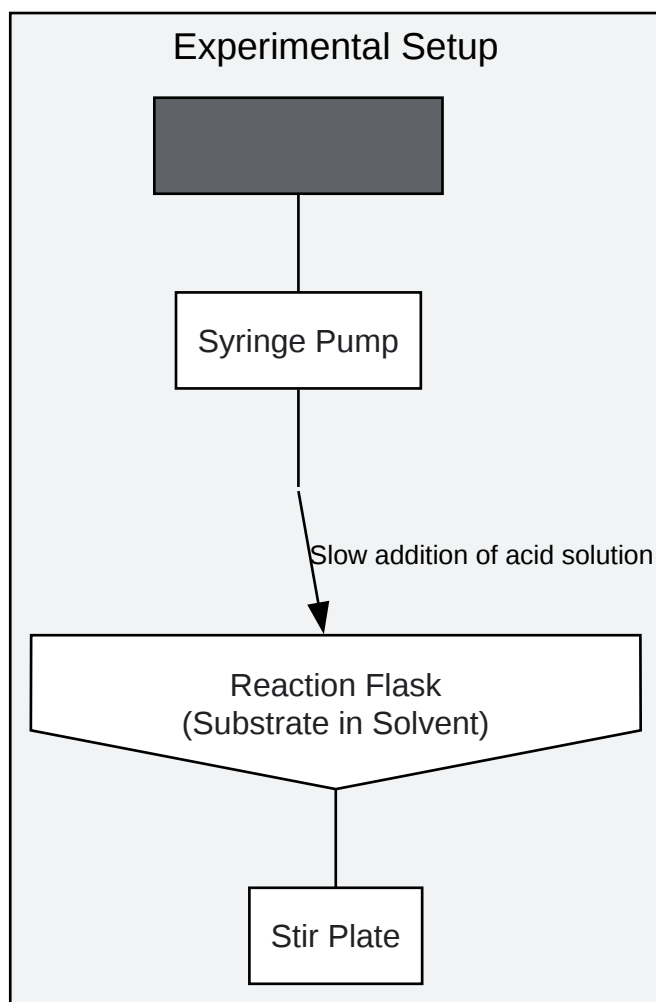 Experimental Setup
Syringe Pump
Slow addition of acid solution
Reaction Flask
(Substrate in Solvent)
Stir Plate